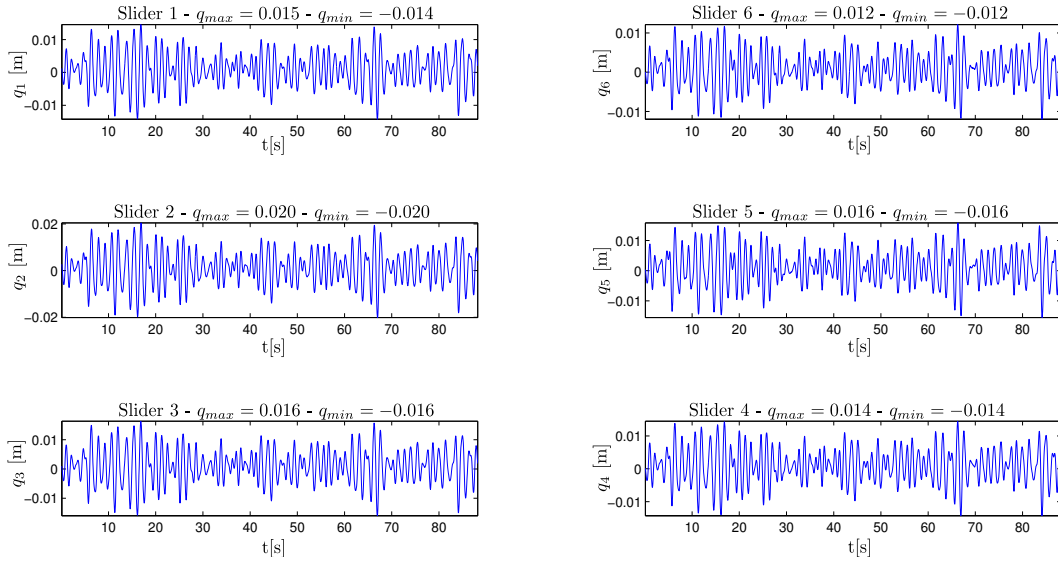 Slider 1 - q_max = 0.015 - q_min = −0.014
0.01
0
−0.01
q_1 [m]
10 20 30 40 50 60 70 80
t[s]
Slider 6 - q_max = 0.012 - q_min = −0.012
0.01
0
−0.01
q_6 [m]
10 20 30 40 50 60 70 80
t[s]
Slider 2 - q_max = 0.020 - q_min = −0.020
0.02
0
−0.02
q_2 [m]
10 20 30 40 50 60 70 80
t[s]
Slider 5 - q_max = 0.016 - q_min = −0.016
0.01
0
−0.01
q_5 [m]
10 20 30 40 50 60 70 80
t[s]
Slider 3 - q_max = 0.016 - q_min = −0.016
0.01
0
−0.01
q_3 [m]
10 20 30 40 50 60 70 80
t[s]
Slider 4 - q_max = 0.014 - q_min = −0.014
0.01
0
−0.01
q_4 [m]
10 20 30 40 50 60 70 80
t[s]